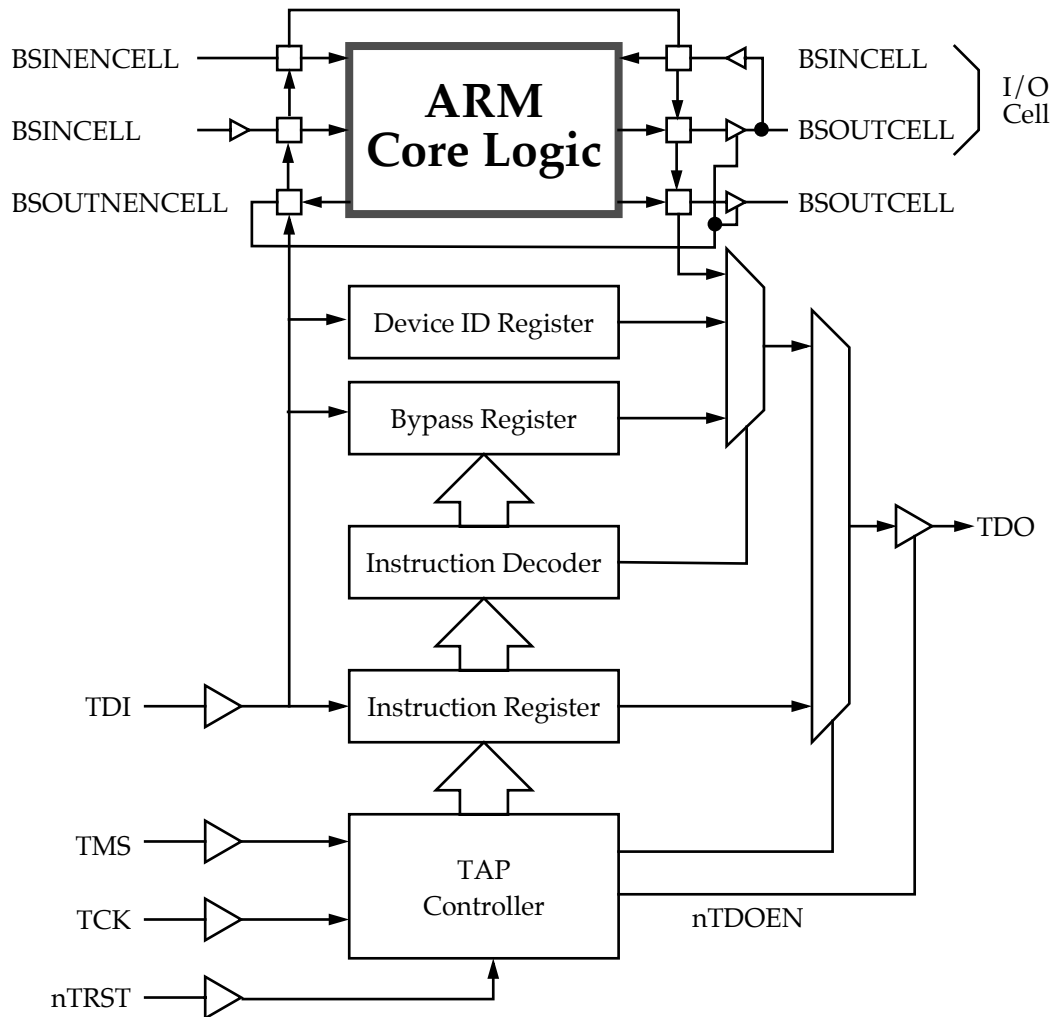 BSINENCELL
BSINCELL
BSOUTNENCELL
ARM
Core Logic
BSINCELL
BSOUTCELL
BSOUTCELL
I/O
Cell
Device ID Register
Bypass Register
Instruction Decoder
TDO
TDI
Instruction Register
TMS
TCK
nTRST
TAP
Controller
nTDOEN